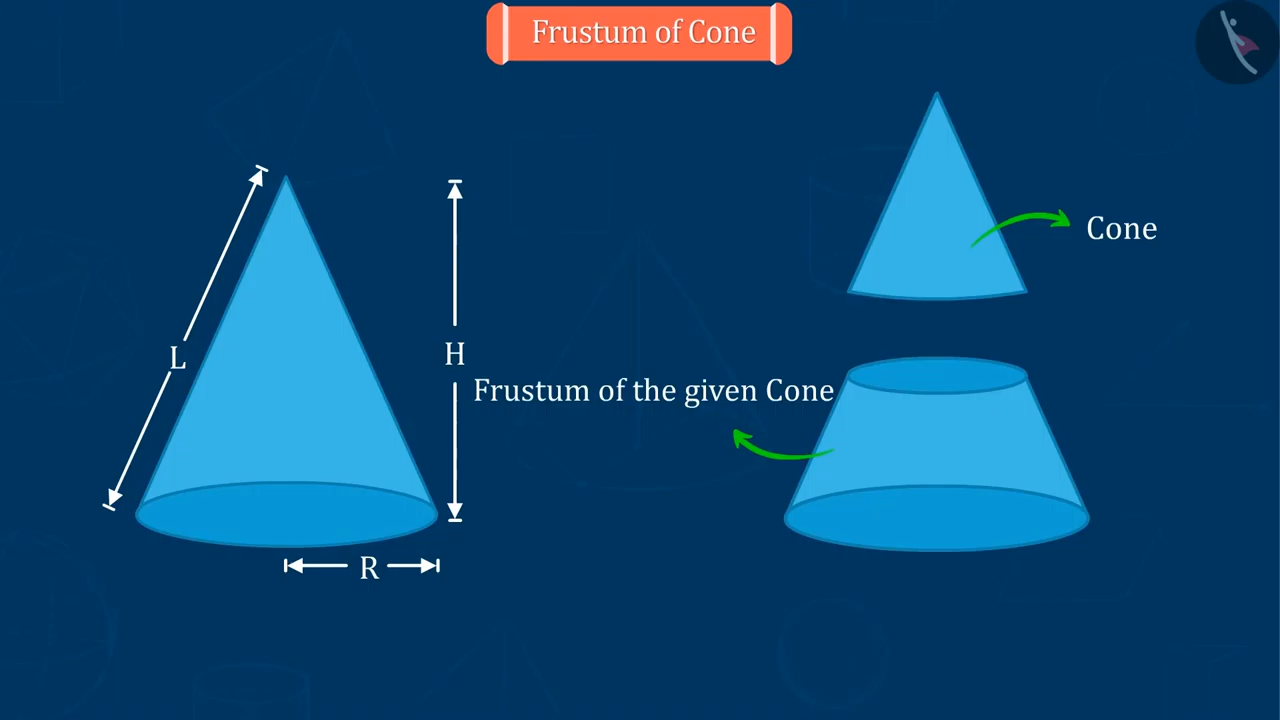 Frustum of Cone
L
H
R
Cone
Frustum of the given Cone